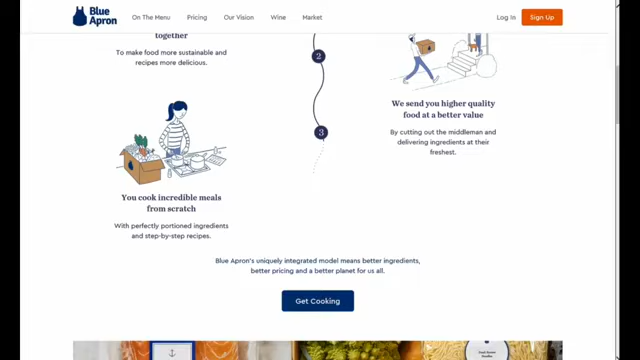 Blue
Apron
On The Menu
Pricing
Our Vision
Wine
Market
Log In
Sign Up
together
To make food more sustainable and
recipes more delicious.
2
We send you higher quality
food at a better value
By cutting out the middleman and
delivering ingredients at their
freshest.
3
You cook incredible meals
from scratch
With perfectly portioned ingredients
and step-by-step recipes.
Blue Apron's uniquely integrated model means better ingredients,
better pricing and a better planet for us all.
Get Cooking